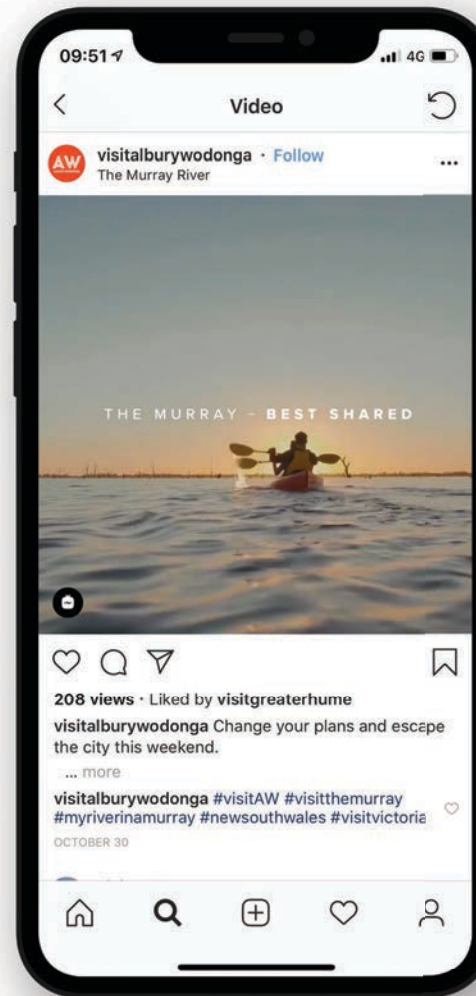 09:51
4G
Video
AW
visitalburywodonga · Follow
The Murray River
THE MURRAY - BEST SHARED
208 views · Liked by visitgreaterhume
visitalburywodonga Change your plans and escape
the city this weekend.
... more
visitalburywodonga #visitAW #visitthemurray
#myriverinamurray #newsouthwales #visitvictoria
OCTOBER 30